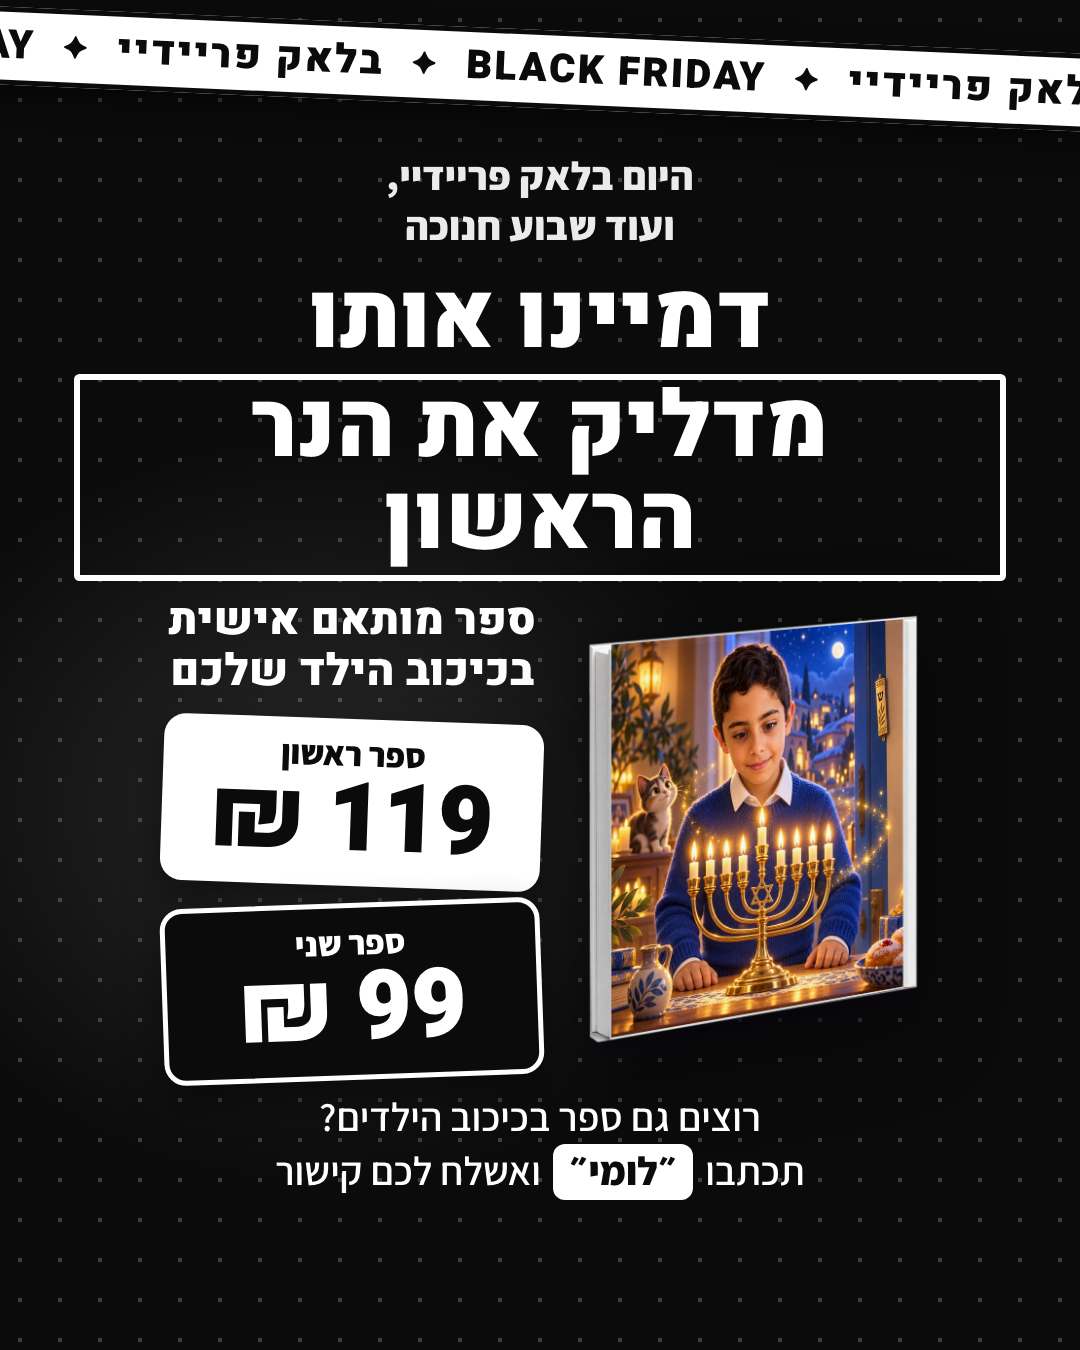 AY ✦ בלאק פריידיי ✦ BLACK FRIDAY ✦ לאק פריידיי
היום בלאק פריידיי,
ועוד שבוע חנוכה
דמיינו אותו
מדליק את הנר
הראשון
ספר מותאם אישית
בכיכוב הילד שלכם
ספר ראשון
119 ₪
ספר שני
99 ₪
רוצים גם ספר בכיכוב הילדים?
תכתבו ״לומי״ ואשלח לכם קישור